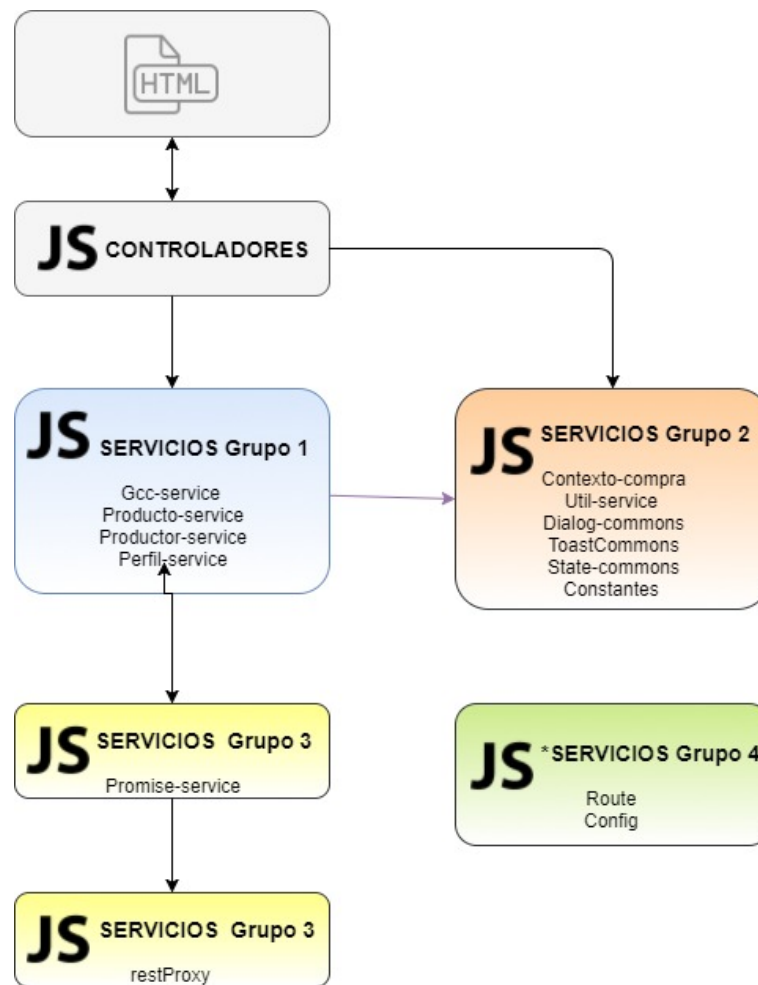 HTML
JS CONTROLADORES
JS SERVICIOS Grupo 1
Gcc-service
Producto-service
Productor-service
Perfil-service
JS SERVICIOS Grupo 2
Contexto-compra
Util-service
Dialog-commons
ToastCommons
State-commons
Constantes
JS SERVICIOS Grupo 3
Promise-service
JS *SERVICIOS Grupo 4
Route
Config
JS SERVICIOS Grupo 3
restProxy